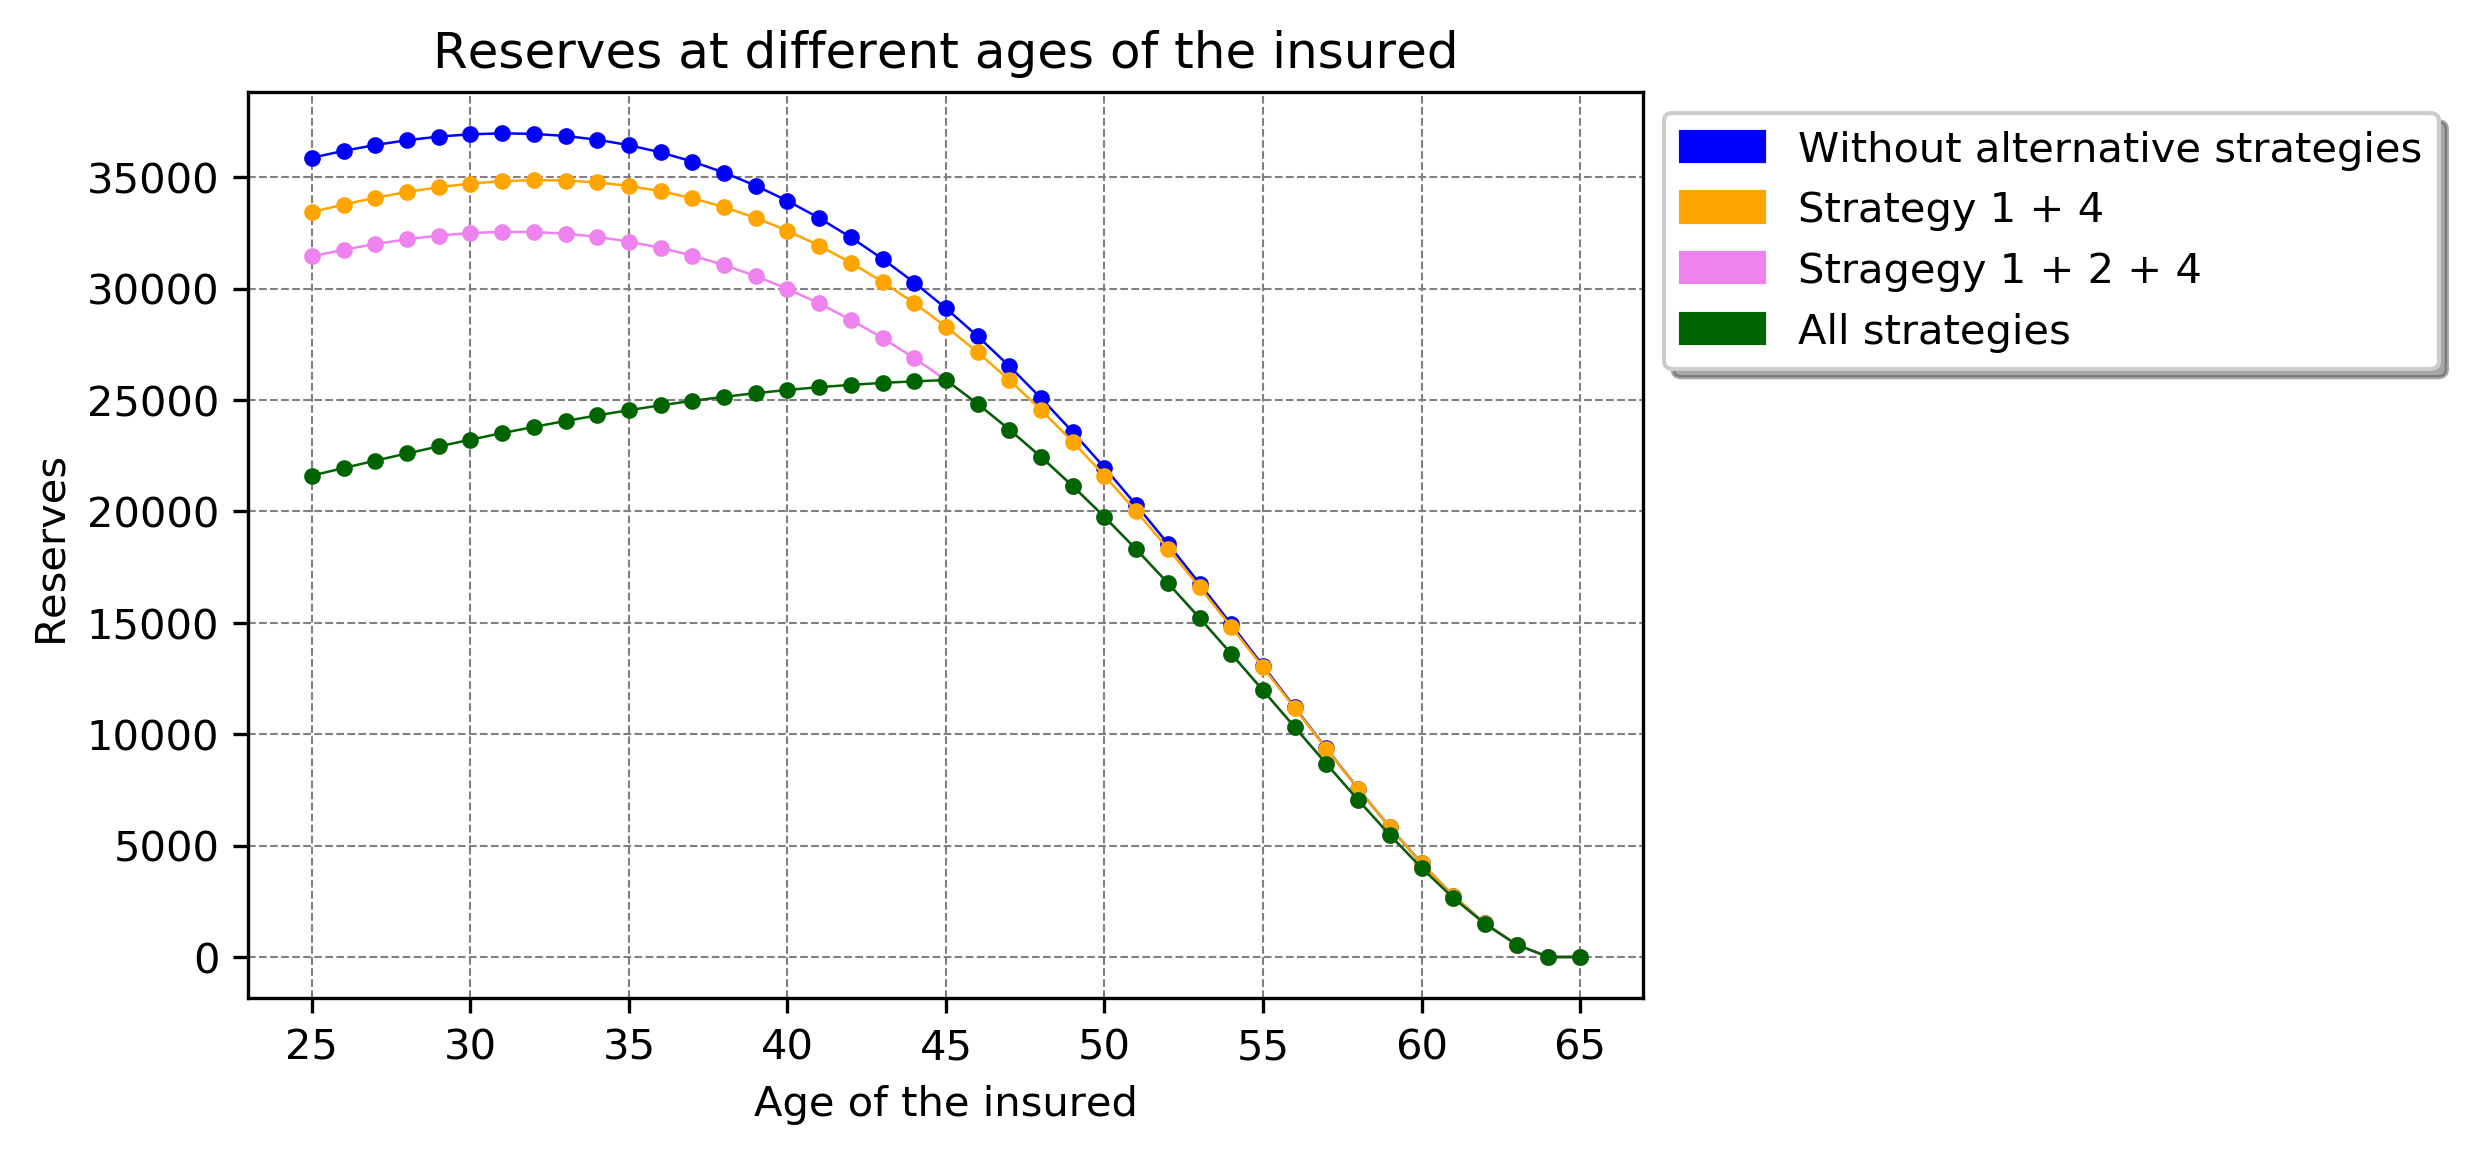 Reserves at different ages of the insured
Without alternative strategies
Strategy 1 + 4
Stragegy 1 + 2 + 4
All strategies
Reserves
35000
30000
25000
20000
15000
10000
5000
0
25 30 35 40 45 50 55 60 65
Age of the insured